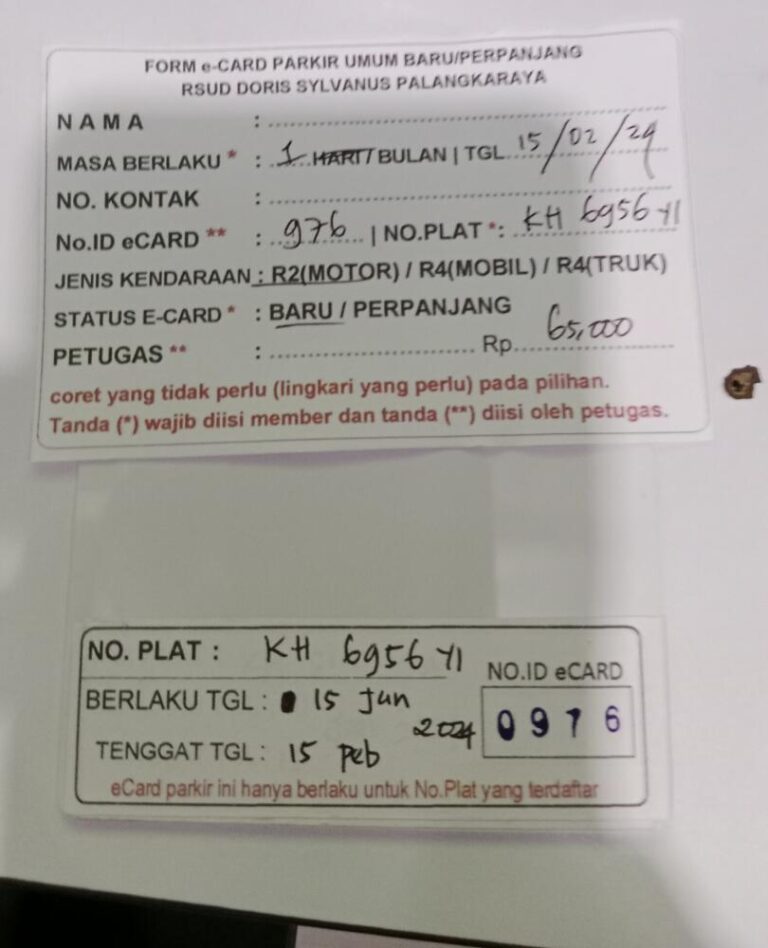 FORM e-CARD PARKIR UMUM BARU/PERPANJANG
RSUD DORIS SYLVANUS PALANGKARAYA
NAMA : ....................
MASA BERLAKU * : 1 HARI / BULAN | TGL 15/02/24
NO. KONTAK : ....................
No.ID eCARD ** : 976 | NO.PLAT * : KH 6956 YI
JENIS KENDARAAN : R2(MOTOR) / R4(MOBIL) / R4(TRUK)
STATUS E-CARD * : BARU / PERPANJANG
PETUGAS ** : .................... Rp. 65,000
coret yang tidak perlu (lingkari yang perlu) pada pilihan.
Tanda (*) wajib diisi member dan tanda (**) diisi oleh petugas.
NO. PLAT : KH 6956 YI
NO.ID eCARD
BERLAKU TGL : 15 Jan
0976
2024
TENGGAT TGL : 15 peb
eCard parkir ini hanya berlaku untuk No.Plat yang terdaftar